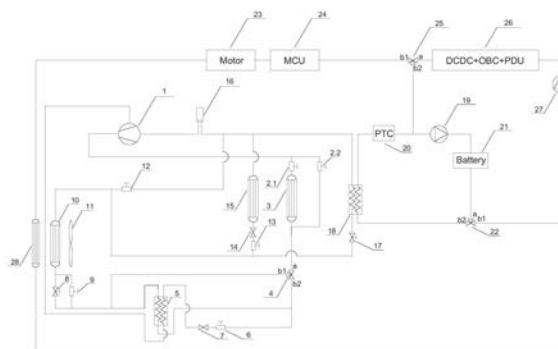 23
24
25
26
Motor
MCU
b1
a
b2
DCDC+OBC+PDU
27
16
1
19
21
PTC
20
Battery
12
2.1
2.2
10
11
15
3
13
14
18
17
a
b2
b1
22
28
8
9
5
b1
a
b2
4
7
6